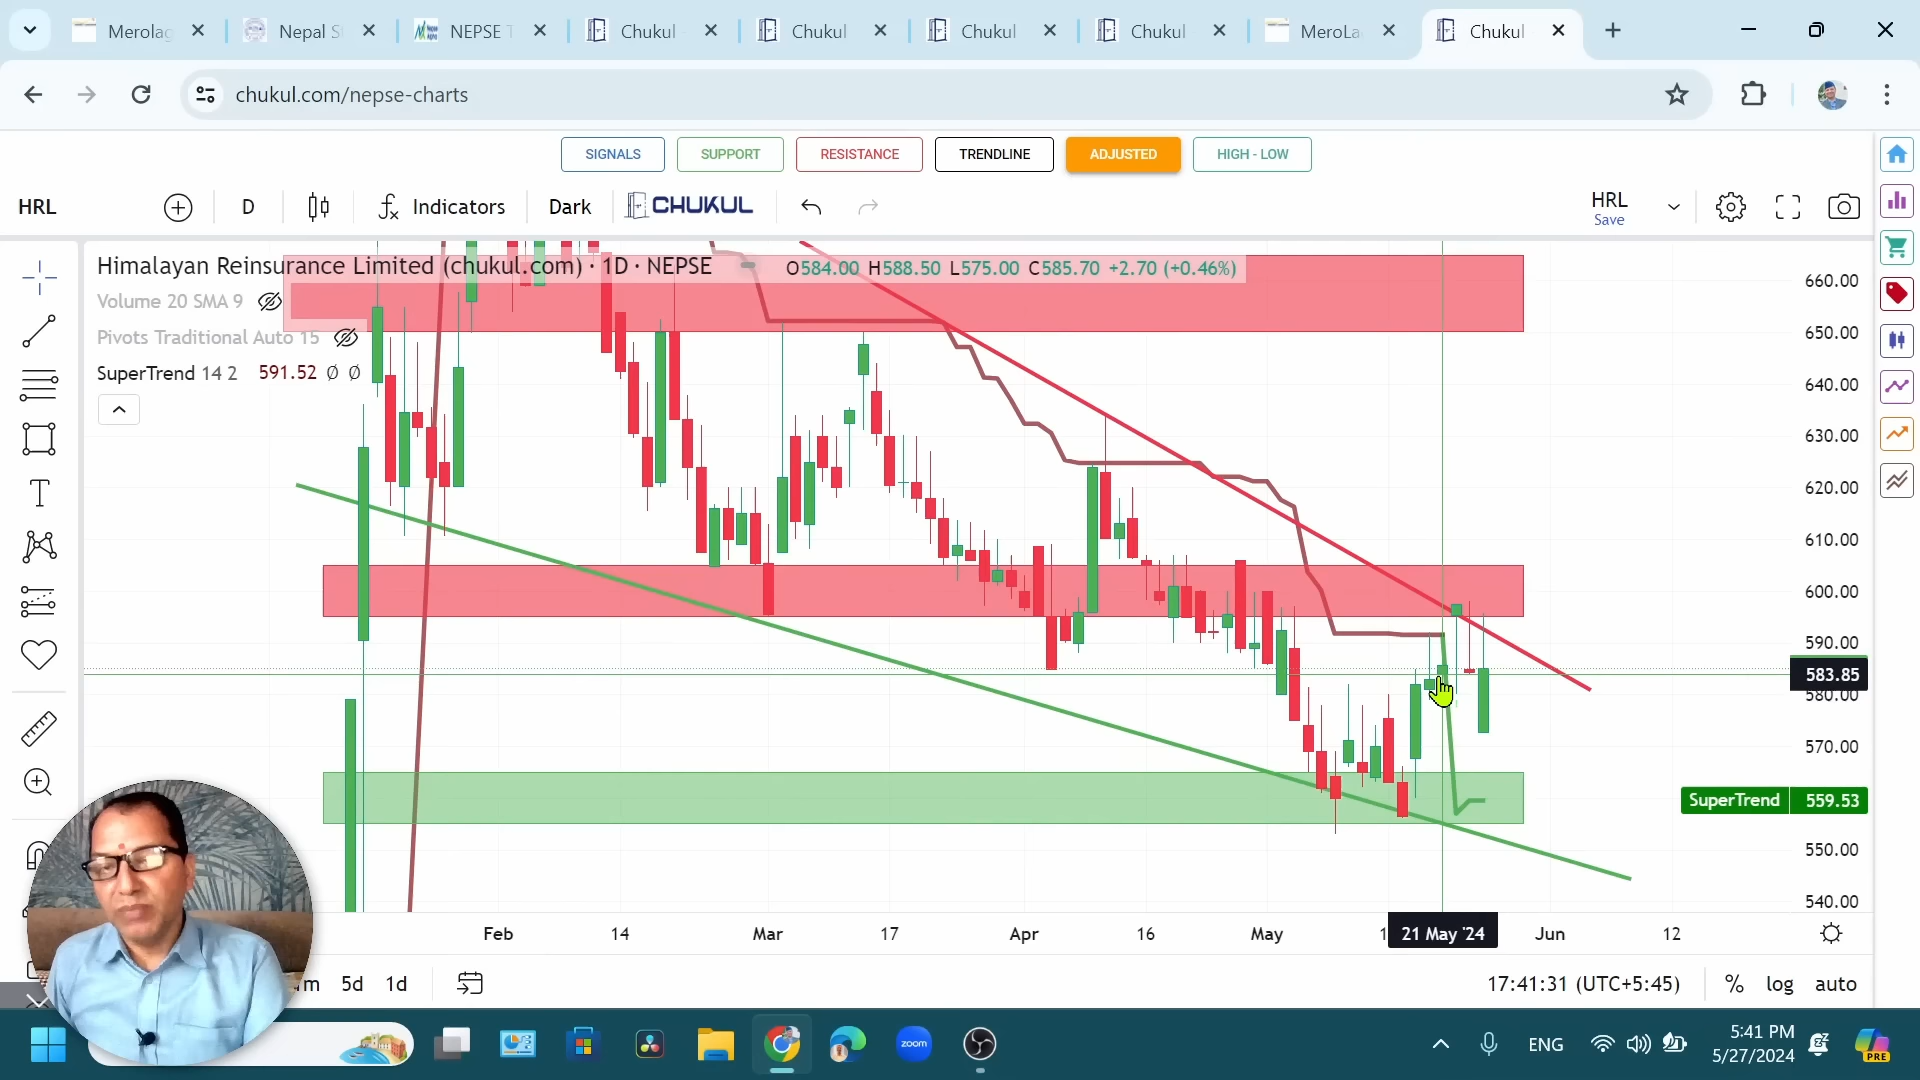 Merolag
Nepal S
NEPSE T
Chukul
Chukul
Chukul
Chukul
MeroLa
Chukul
chukul.com/nepse-charts
SIGNALS
SUPPORT
RESISTANCE
TRENDLINE
ADJUSTED
HIGH - LOW
HRL
D
Indicators
Dark
CHUKUL
HRL
Save
Himalayan Reinsurance Limited (chukul.com) · 1D · NEPSE
O584.00 H588.50 L575.00 C585.70 +2.70 (+0.46%)
Volume 20 SMA 9
Pivots Traditional Auto 15
SuperTrend 14 2 591.52 Ø Ø
660.00
650.00
640.00
630.00
620.00
610.00
600.00
590.00
583.85
580.00
570.00
SuperTrend 559.53
550.00
540.00
Feb
14
Mar
17
Apr
16
May
1
21 May '24
Jun
12
m
5d
1d
17:41:31 (UTC+5:45)
%
log
auto
zoom
ENG
5:41 PM
5/27/2024
PRE